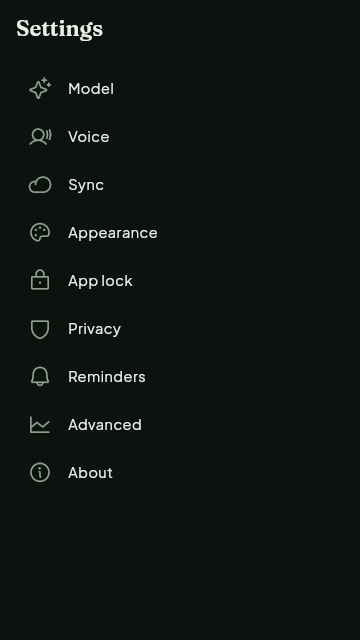 Settings
Model
Voice
Sync
Appearance
App lock
Privacy
Reminders
Advanced
About